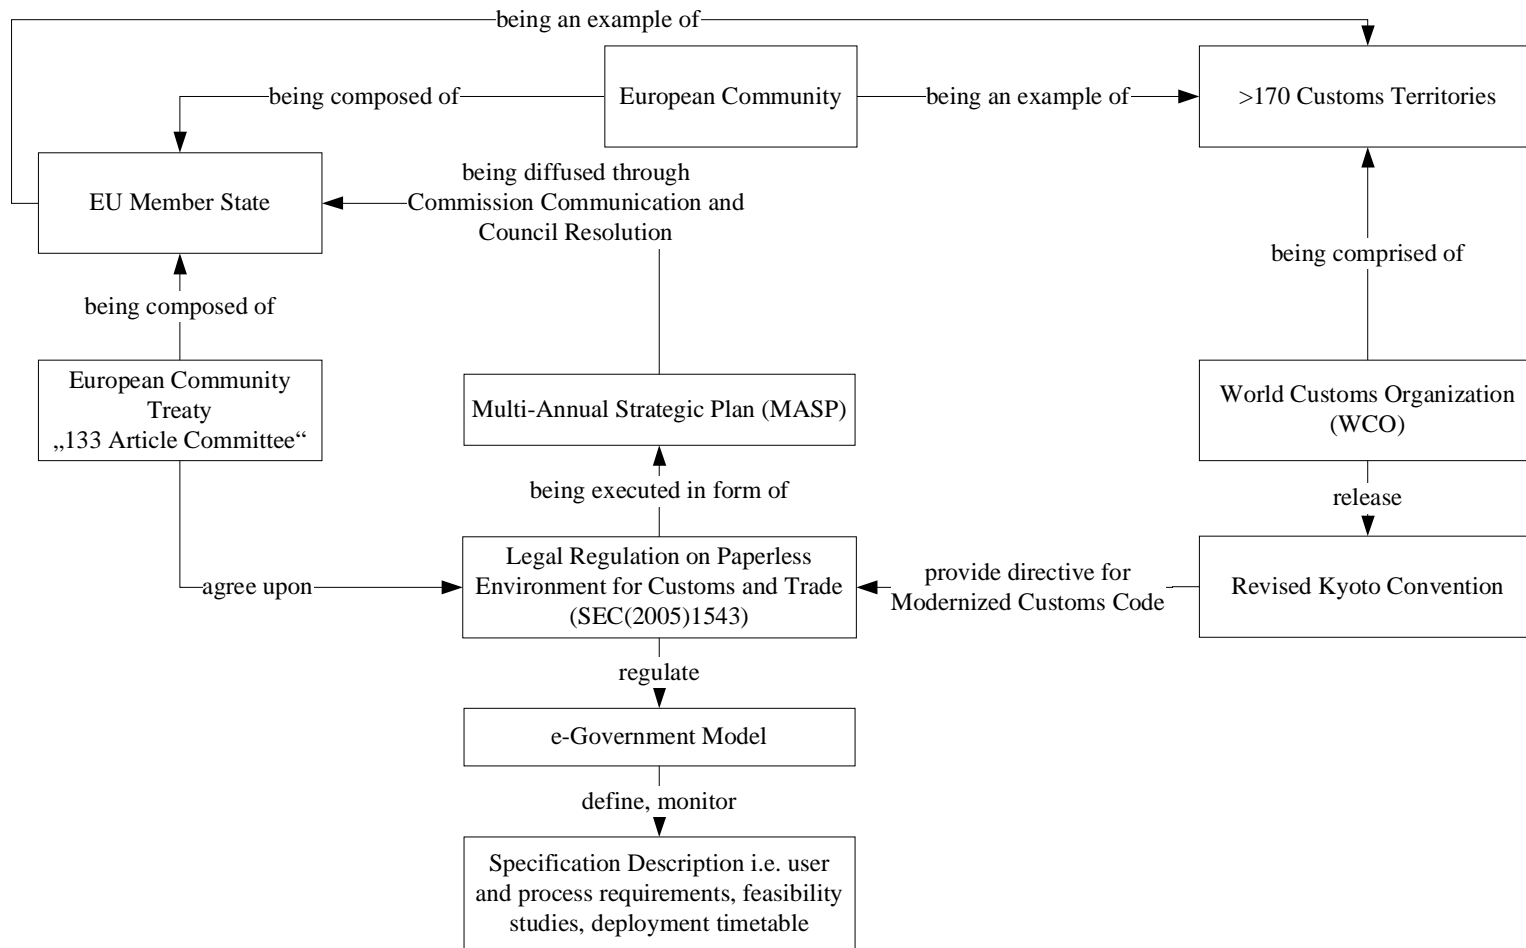 being an example of
being composed of
European Community
being an example of
>170 Customs Territories
EU Member State
being diffused through
Commission Communication and
Council Resolution
being comprised of
being composed of
European Community
Treaty
„133 Article Committee“
Multi-Annual Strategic Plan (MASP)
World Customs Organization
(WCO)
being executed in form of
release
agree upon
Legal Regulation on Paperless
Environment for Customs and Trade
(SEC(2005)1543)
provide directive for
Modernized Customs Code
Revised Kyoto Convention
regulate
e-Government Model
define, monitor
Specification Description i.e. user
and process requirements, feasibility
studies, deployment timetable